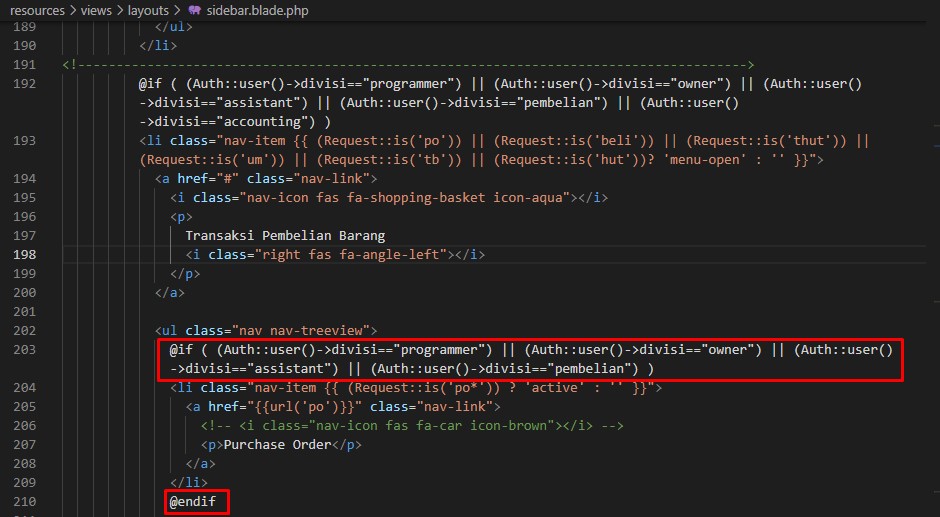 resources > views > layouts > sidebar.blade.php
189 </ul>
190 </li>
191 <!--------------------------------------------------------------------------------------->
192 @if ( (Auth::user()->divisi=="programmer") || (Auth::user()->divisi=="owner") || (Auth::user()
->divisi=="assistant") || (Auth::user()->divisi=="pembelian") || (Auth::user()
->divisi=="accounting") )
193 <li class="nav-item {{ (Request::is('po')) || (Request::is('beli')) || (Request::is('thut')) ||
(Request::is('um')) || (Request::is('tb')) || (Request::is('hut'))? 'menu-open' : '' }}">
194 <a href="#" class="nav-link">
195 <i class="nav-icon fas fa-shopping-basket icon-aqua"></i>
196 <p>
197 Transaksi Pembelian Barang
198 <i class="right fas fa-angle-left"></i>
199 </p>
200 </a>
201
202 <ul class="nav nav-treeview">
203 @if ( (Auth::user()->divisi=="programmer") || (Auth::user()->divisi=="owner") || (Auth::user()
->divisi=="assistant") || (Auth::user()->divisi=="pembelian") )
204 <li class="nav-item {{ (Request::is('po*')) ? 'active' : '' }}">
205 <a href="{{url('po')}}" class="nav-link">
206 <!-- <i class="nav-icon fas fa-car icon-brown"></i> -->
207 <p>Purchase Order</p>
208 </a>
209 </li>
210 @endif